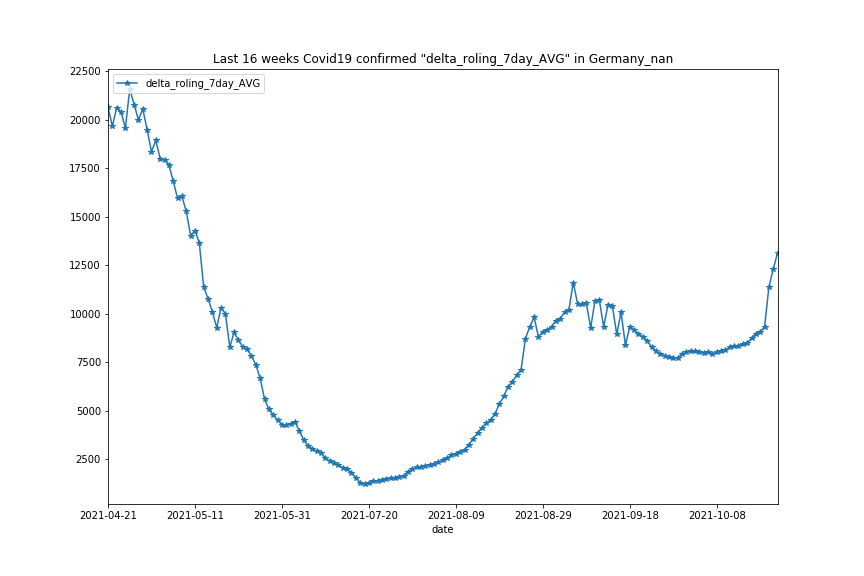 Last 16 weeks Covid19 confirmed "delta_roling_7day_AVG" in Germany_nan
delta_roling_7day_AVG
22500
20000
17500
15000
12500
10000
7500
5000
2500
2021-04-21 2021-05-11 2021-05-31 2021-07-20 2021-08-09 2021-08-29 2021-09-18 2021-10-08
date